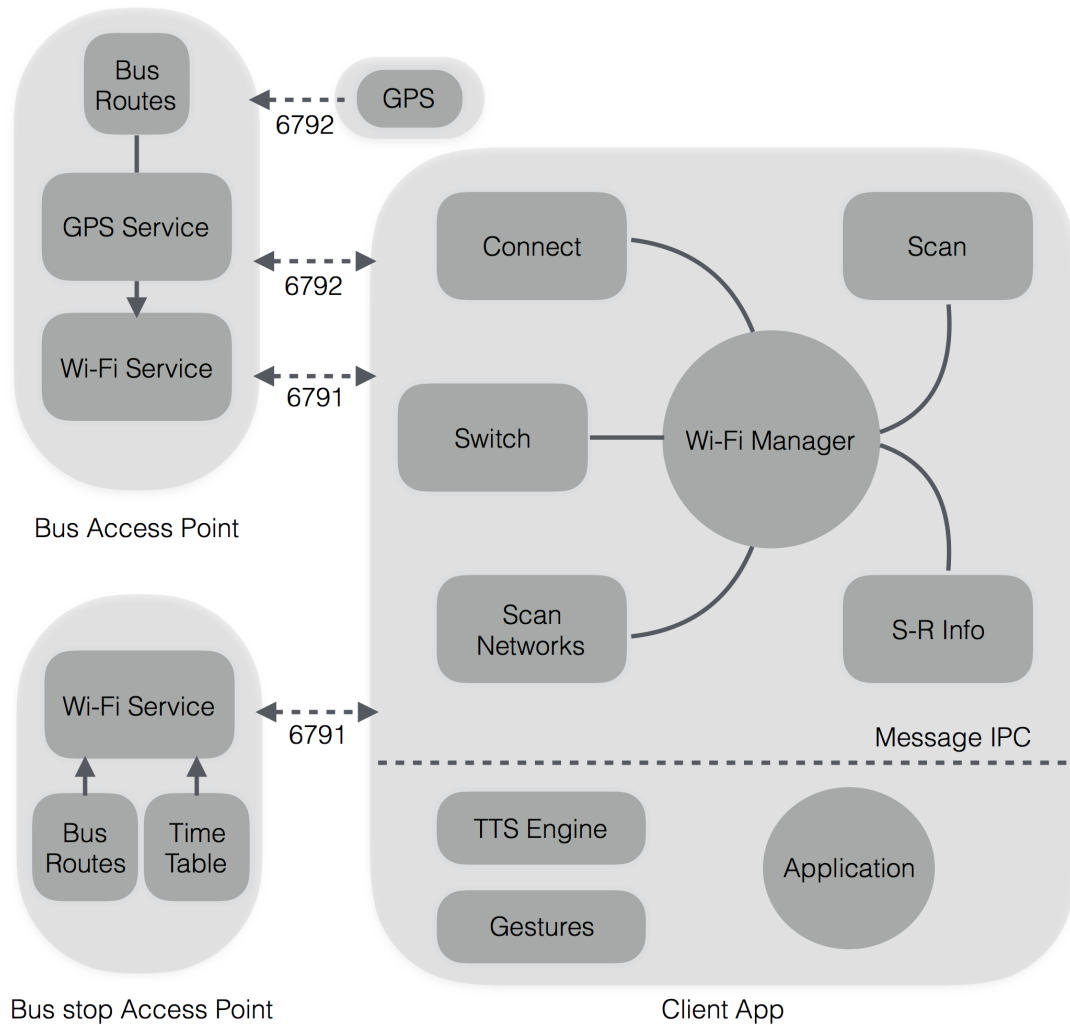 Bus
Routes
GPS
6792
GPS Service
6792
Wi-Fi Service
6791
Bus Access Point
Connect
Scan
Switch
Wi-Fi Manager
Scan
Networks
S-R Info
Message IPC
Wi-Fi Service
6791
Bus
Routes
Time
Table
Bus stop Access Point
TTS Engine
Application
Gestures
Client App